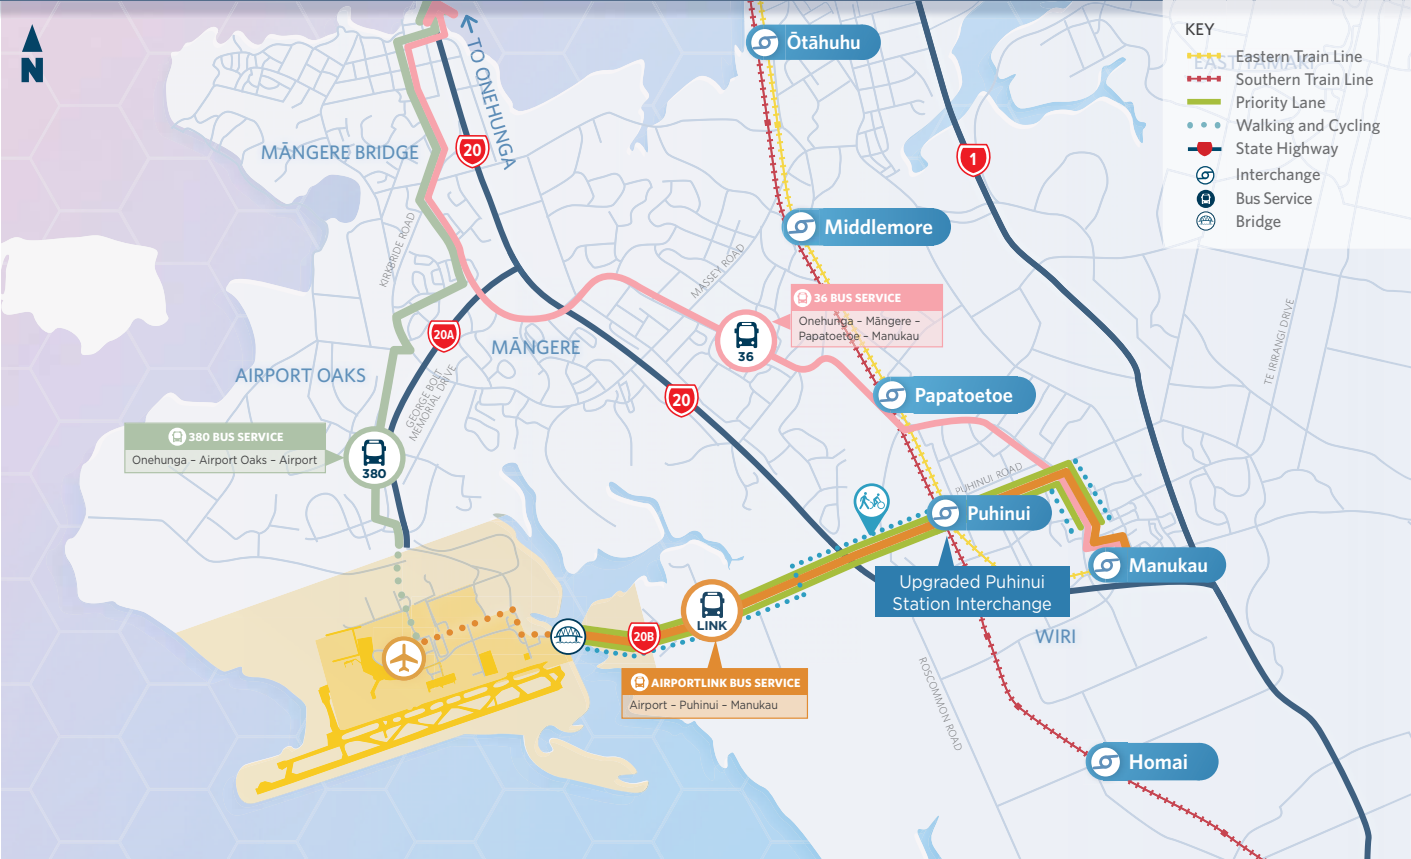 N
TO ONEHUNGA
Ōtāhuhu
KEY
EAST TAMAKI
Eastern Train Line
Southern Train Line
Priority Lane
Walking and Cycling
State Highway
Interchange
Bus Service
Bridge
MĀNGERE BRIDGE
20
1
KIRKBRIDE ROAD
Middlemore
MASSEY ROAD
36 BUS SERVICE
Onehunga – Māngere –
Papatoetoe – Manukau
36
20A
MĀNGERE
TE IRIRANGI DRIVE
AIRPORT OAKS
GEORGE BOLT
MEMORIAL DRIVE
20
Papatoetoe
380 BUS SERVICE
Onehunga – Airport Oaks – Airport
380
PUHINUI ROAD
Puhinui
Manukau
Upgraded Puhinui
Station Interchange
LINK
20B
WIRI
AIRPORTLINK BUS SERVICE
Airport – Puhinui – Manukau
ROSCOMMON ROAD
Homai